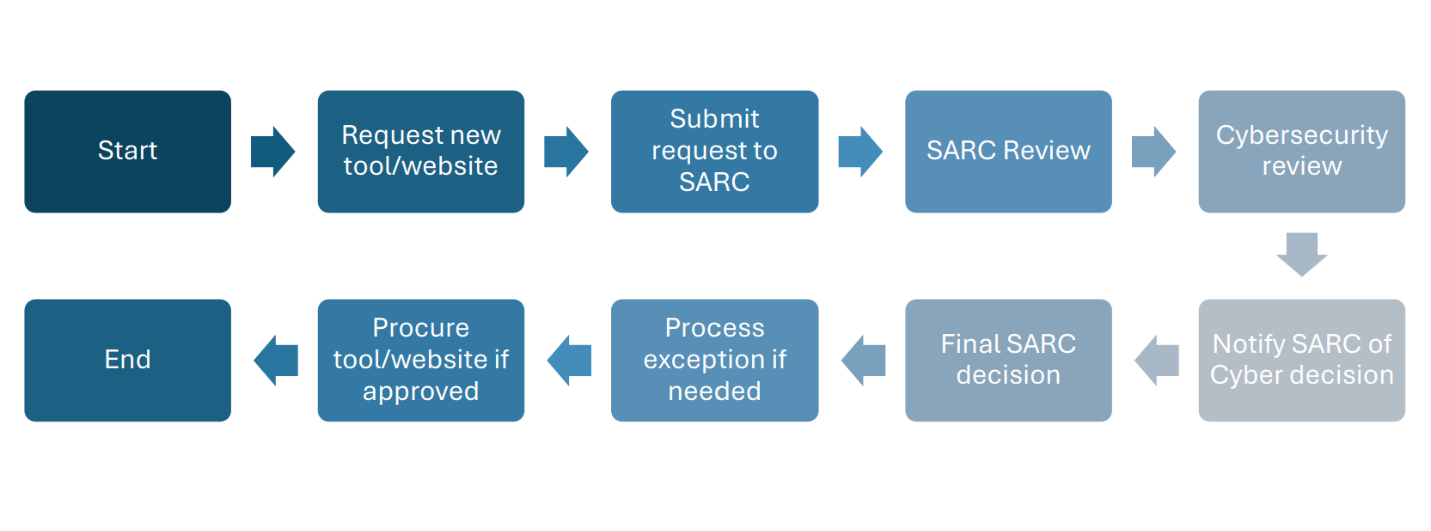 Start
Request new
tool/website
Submit
request to
SARC
SARC Review
Cybersecurity
review
End
Procure
tool/website if
approved
Process
exception if
needed
Final SARC
decision
Notify SARC of
Cyber decision